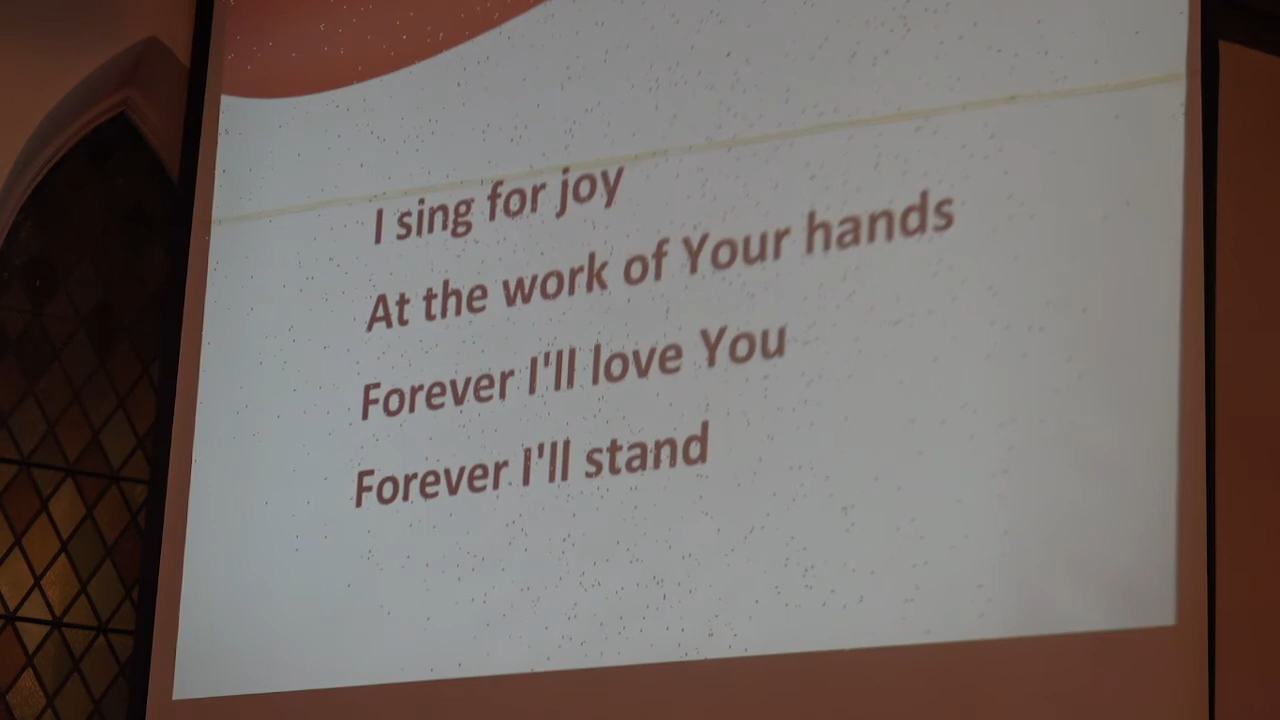 I sing for joy
At the work of Your hands
Forever I'll love You
Forever I'll stand